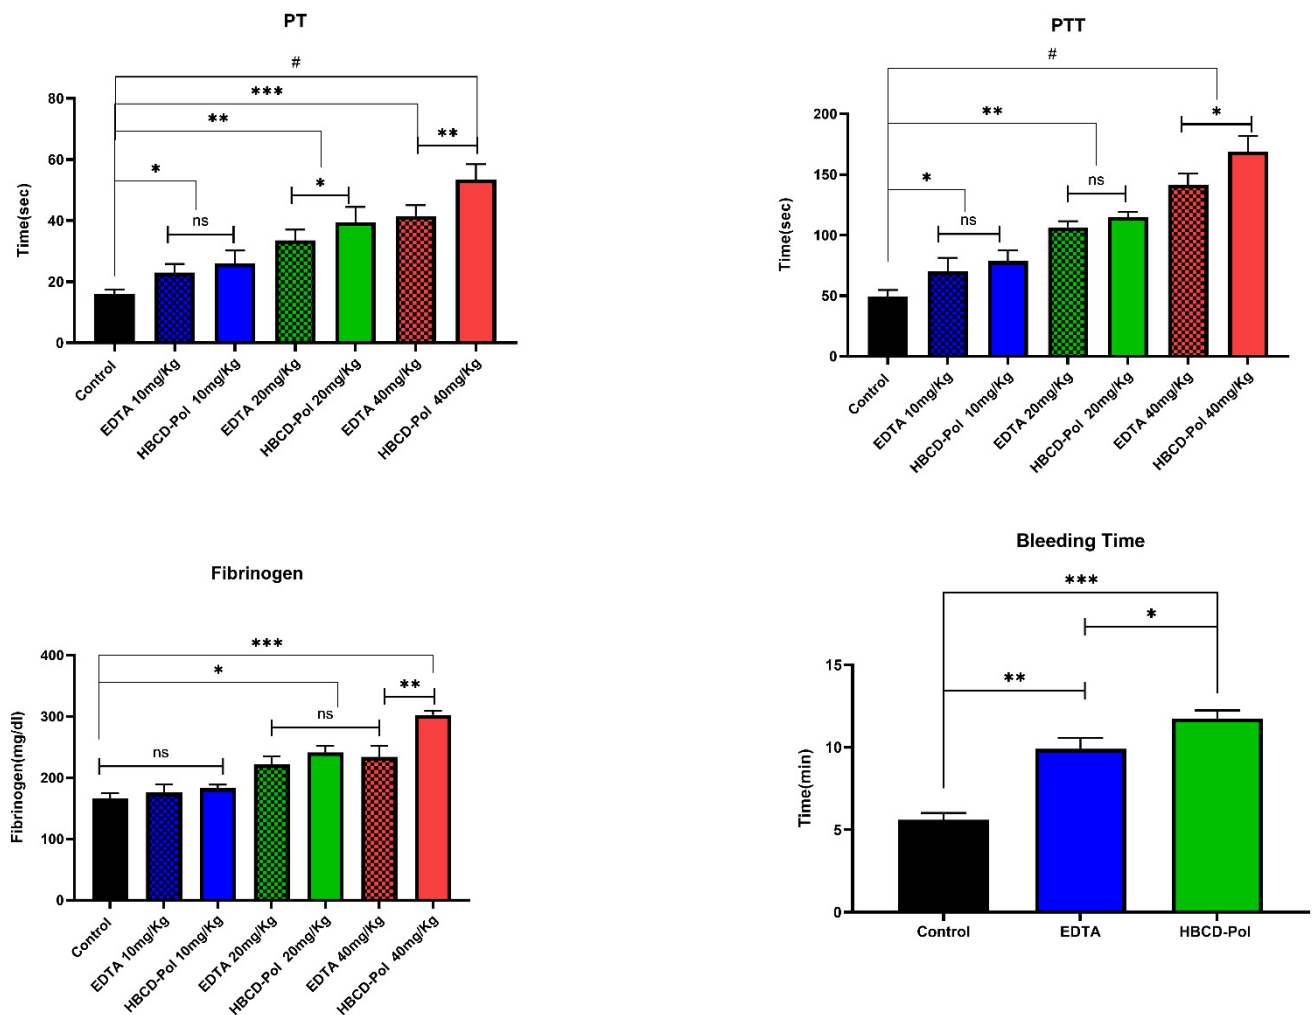 PT
#
***
**
*
**
*
ns
Time(sec)
80
60
40
20
0
Control
EDTA 10mg/Kg
HBCD-Pol 10mg/Kg
EDTA 20mg/Kg
HBCD-Pol 20mg/Kg
EDTA 40mg/Kg
HBCD-Pol 40mg/Kg
PTT
#
**
*
*
ns
ns
Time(sec)
200
150
100
50
0
Control
EDTA 10mg/Kg
HBCD-Pol 10mg/Kg
EDTA 20mg/Kg
HBCD-Pol 20mg/Kg
EDTA 40mg/Kg
HBCD-Pol 40mg/Kg
Fibrinogen
***
*
**
ns
ns
Fibrinogen(mg/dl)
400
300
200
100
0
Control
EDTA 10mg/Kg
HBCD-Pol 10mg/Kg
EDTA 20mg/Kg
HBCD-Pol 20mg/Kg
EDTA 40mg/Kg
HBCD-Pol 40mg/Kg
Bleeding Time
***
*
**
Time(min)
15
10
5
0
Control
EDTA
HBCD-Pol